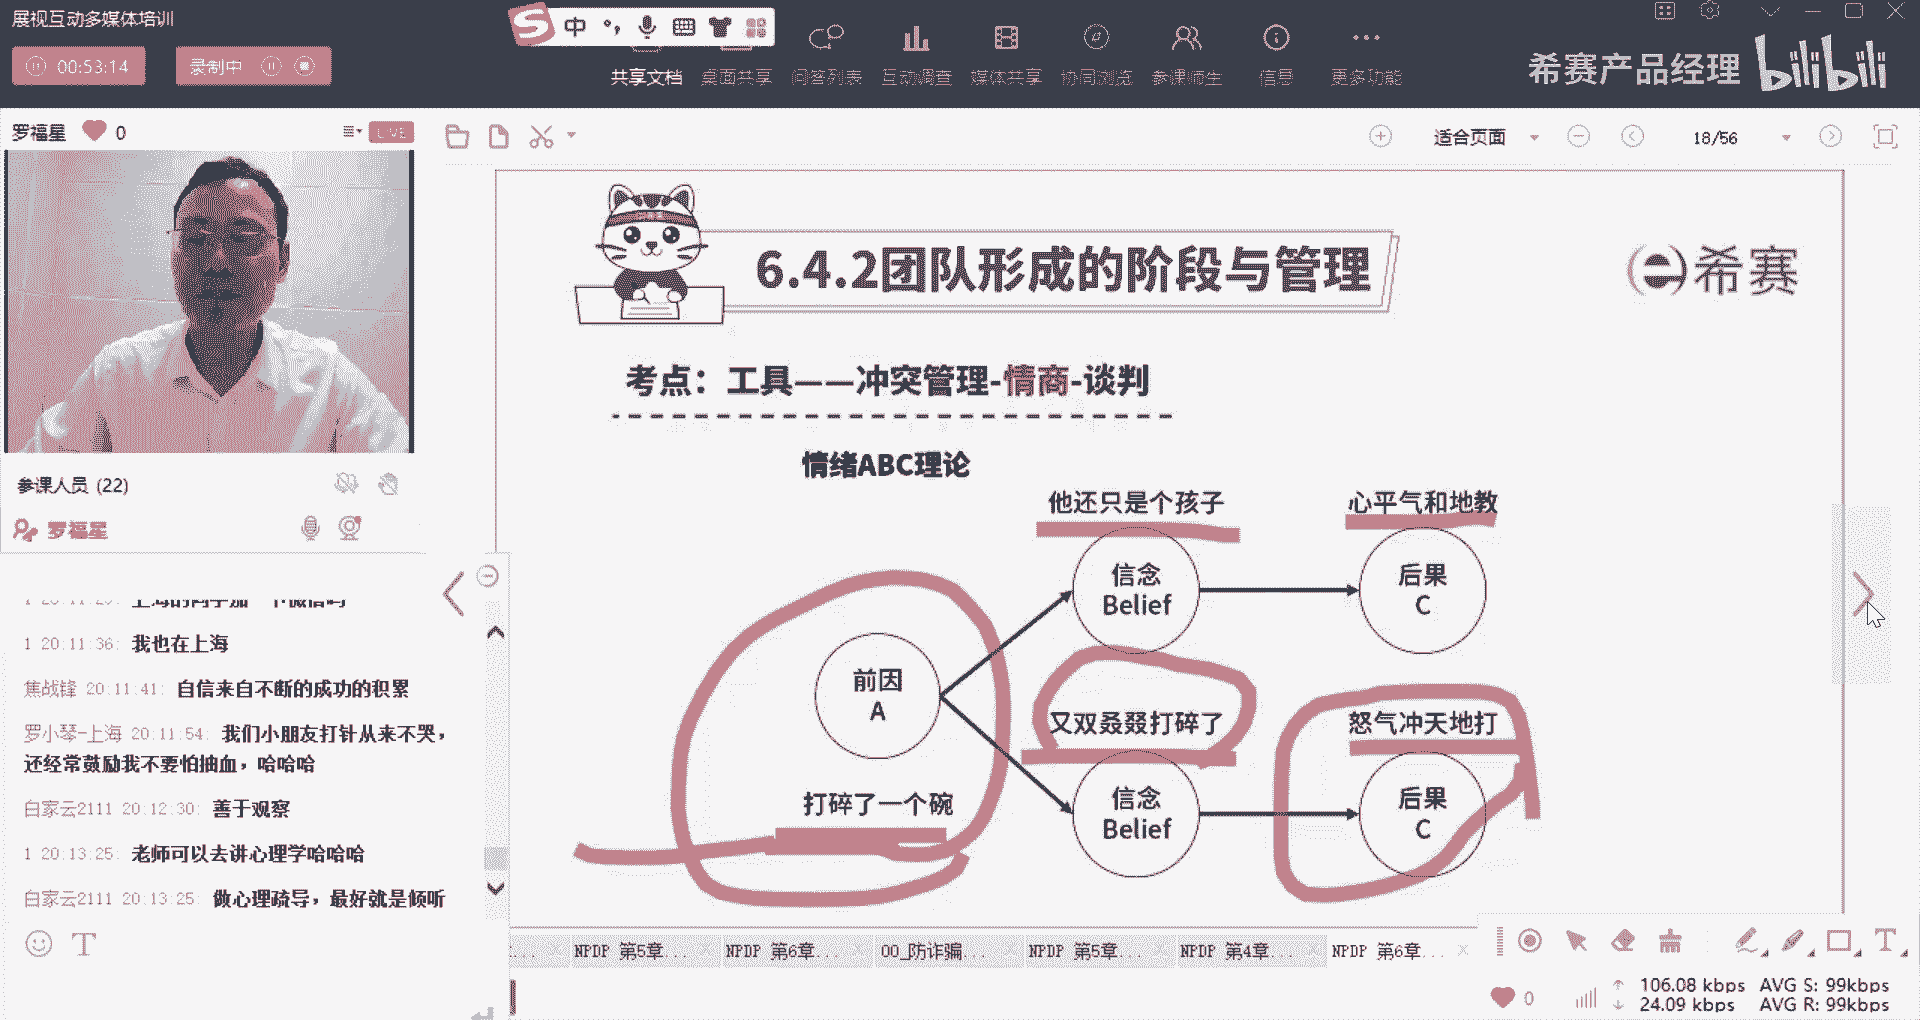 展视互动多媒体培训
00:53:14
录制中
中
共享文档
桌面共享
问答列表
互动调查
媒体共享
协同浏览
参课师生
信息
更多功能
希赛产品经理
bilibili
罗福星
0
LIVE
适合页面
18/56
参课人员 (22)
罗福星
6.4.2团队形成的阶段与管理
希赛
考点：工具——冲突管理-情商-谈判
情绪ABC理论
他还只是个孩子
心平气和地教
信念
Belief
后果
C
前因
A
打碎了一个碗
又双叒叕打碎了
怒气冲天地打
信念
Belief
后果
C
1 20:11:36: 我也在上海
焦战锋 20:11:41: 自信来自不断的成功的积累
罗小琴-上海 20:11:54: 我们小朋友打针从来不哭，
还经常鼓励我不要怕抽血，哈哈哈
白家云2111 20:12:30: 善于观察
1 20:13:25: 老师可以去讲心理学哈哈哈
白家云2111 20:13:25: 做心理疏导，最好就是倾听
NPDP 第5章...
NPDP 第6章...
00_防诈骗...
NPDP 第5章...
NPDP 第4章...
NPDP 第6章...
0
106.08 kbps AVG S: 99kbps
24.09 kbps AVG R: 99kbps